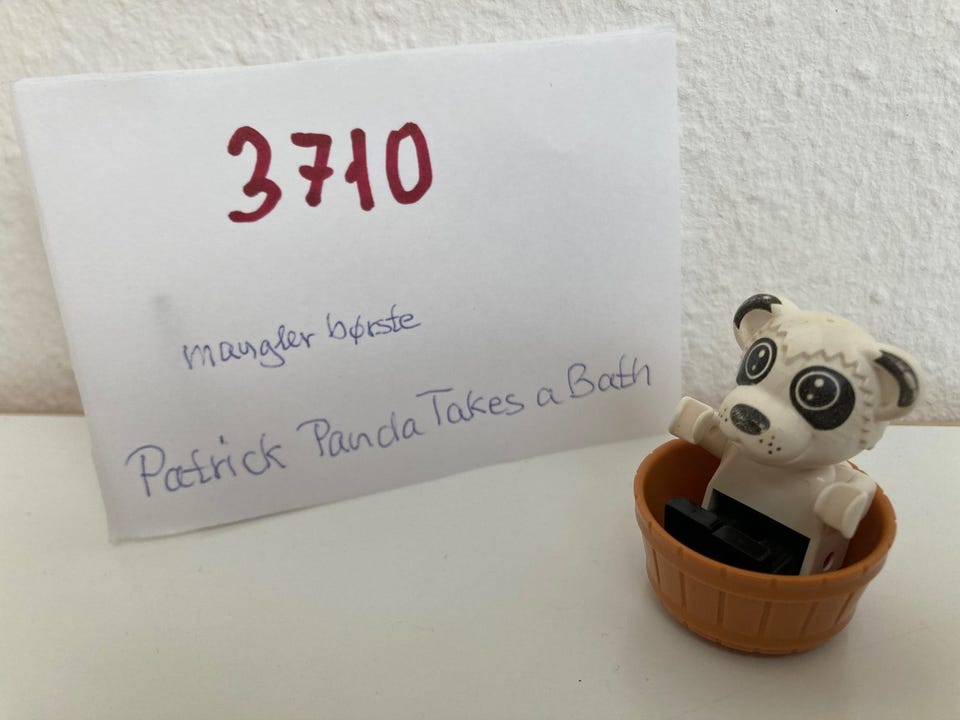 3710
mangler børste
Patrick Panda Takes a Bath